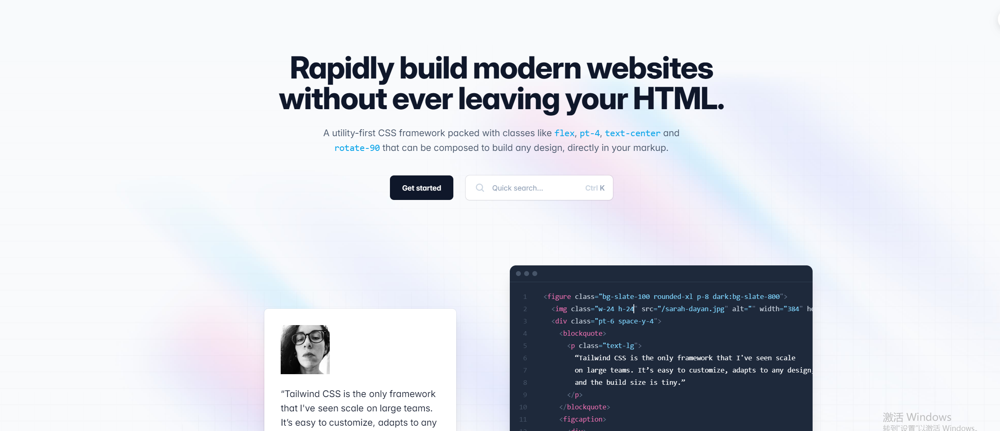 Rapidly build modern websites
without ever leaving your HTML.
A utility-first CSS framework packed with classes like flex, pt-4, text-center and
rotate-90 that can be composed to build any design, directly in your markup.
Get started
Quick search...
Ctrl K
“Tailwind CSS is the only framework
that I've seen scale on large teams.
It’s easy to customize, adapts to any
1 <figure class="bg-slate-100 rounded-xl p-8 dark:bg-slate-800">
2 <img class="w-24 h-24" src="/sarah-dayan.jpg" alt="" width="384" he
3 <div class="pt-6 space-y-4">
4 <blockquote>
5 <p class="text-lg">
6 “Tailwind CSS is the only framework that I've seen scale
7 on large teams. It’s easy to customize, adapts to any design,
8 and the build size is tiny.”
9 </p>
10 </blockquote>
11 <figcaption>
12 <div>
激活 Windows
转到“设置”以激活 Windows。